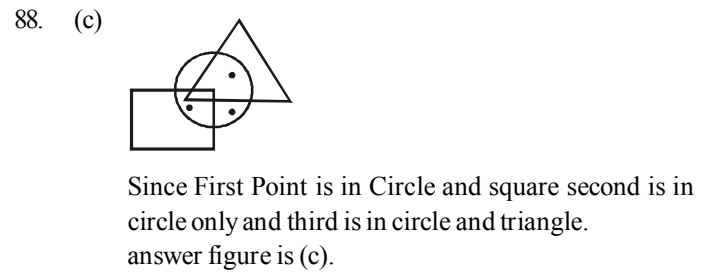 88. (c)
Since First Point is in Circle and square second is in
circle only and third is in circle and triangle.
answer figure is (c).